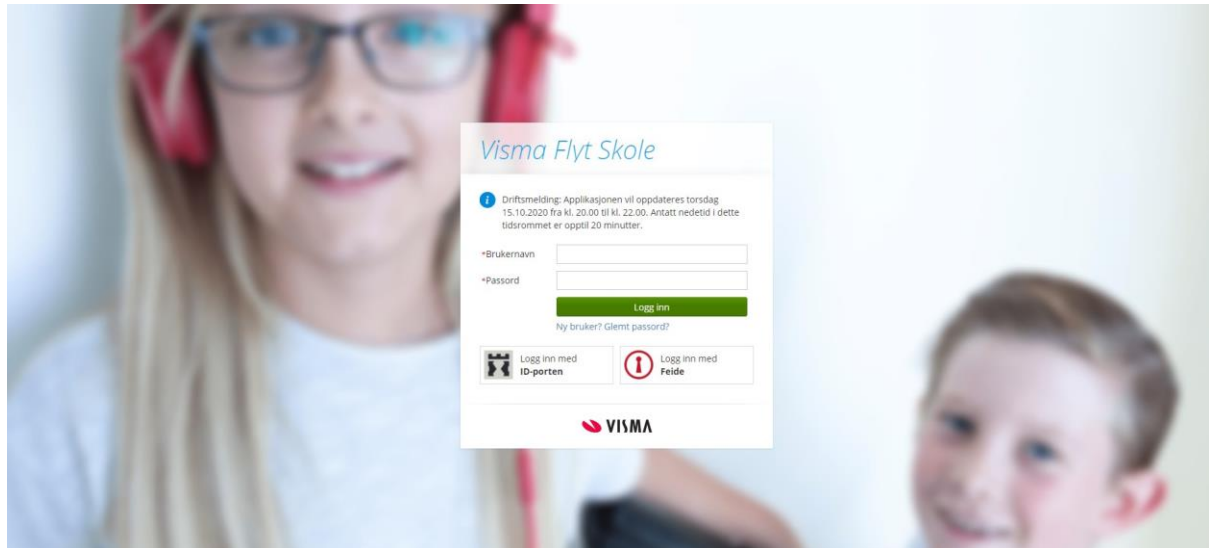 Visma Flyt Skole
Driftsmelding: Applikasjonen vil oppdateres torsdag
15.10.2020 fra kl. 20.00 til kl. 22.00. Antatt nedetid i dette
tidsrommet er opptil 20 minutter.
*Brukernavn
*Passord
Logg inn
Ny bruker? Glemt passord?
Logg inn med
ID-porten
Logg inn med
Feide
VISMA